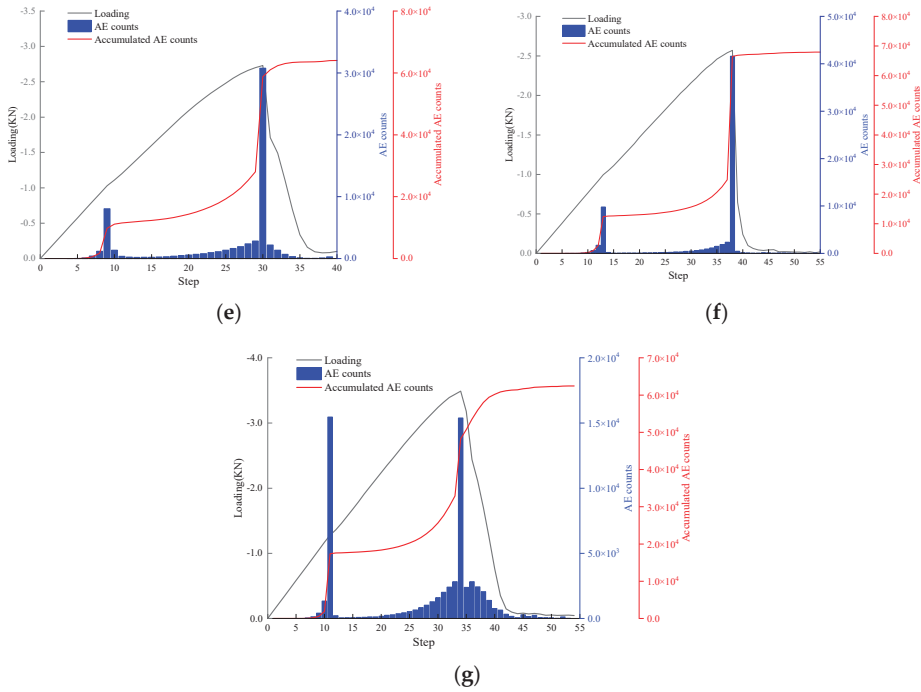 Loading
AE counts
Accumulated AE counts
-3.5
-3.0
-2.5
-2.0
-1.5
-1.0
-0.5
0.0
Loading(KN)
0 10 20 30 40
Step
4.0×10⁴
3.0×10⁴
2.0×10⁴
1.0×10⁴
0.0
AE counts
8.0×10⁴
6.0×10⁴
4.0×10⁴
2.0×10⁴
0.0
Accumulated AE counts
(e)
Loading
AE counts
Accumulated AE counts
-3.0
-2.5
-2.0
-1.5
-1.0
-0.5
0.0
Loading(KN)
0 5 10 15 20 25 30 35 40 45 50 55
Step
5.0×10⁴
4.0×10⁴
3.0×10⁴
2.0×10⁴
1.0×10⁴
0.0
AE counts
8.0×10⁴
7.0×10⁴
6.0×10⁴
5.0×10⁴
4.0×10⁴
3.0×10⁴
2.0×10⁴
1.0×10⁴
0.0
Accumulated AE counts
(f)
Loading
AE counts
Accumulated AE counts
-4.0
-3.0
-2.0
-1.0
0.0
Loading(KN)
0 5 10 15 20 25 30 35 40 45 50 55
Step
2.0×10⁴
1.5×10⁴
1.0×10⁴
5.0×10³
0.0
AE counts
7.0×10⁴
6.0×10⁴
5.0×10⁴
4.0×10⁴
3.0×10⁴
2.0×10⁴
1.0×10⁴
0.0
Accumulated AE counts
(g)